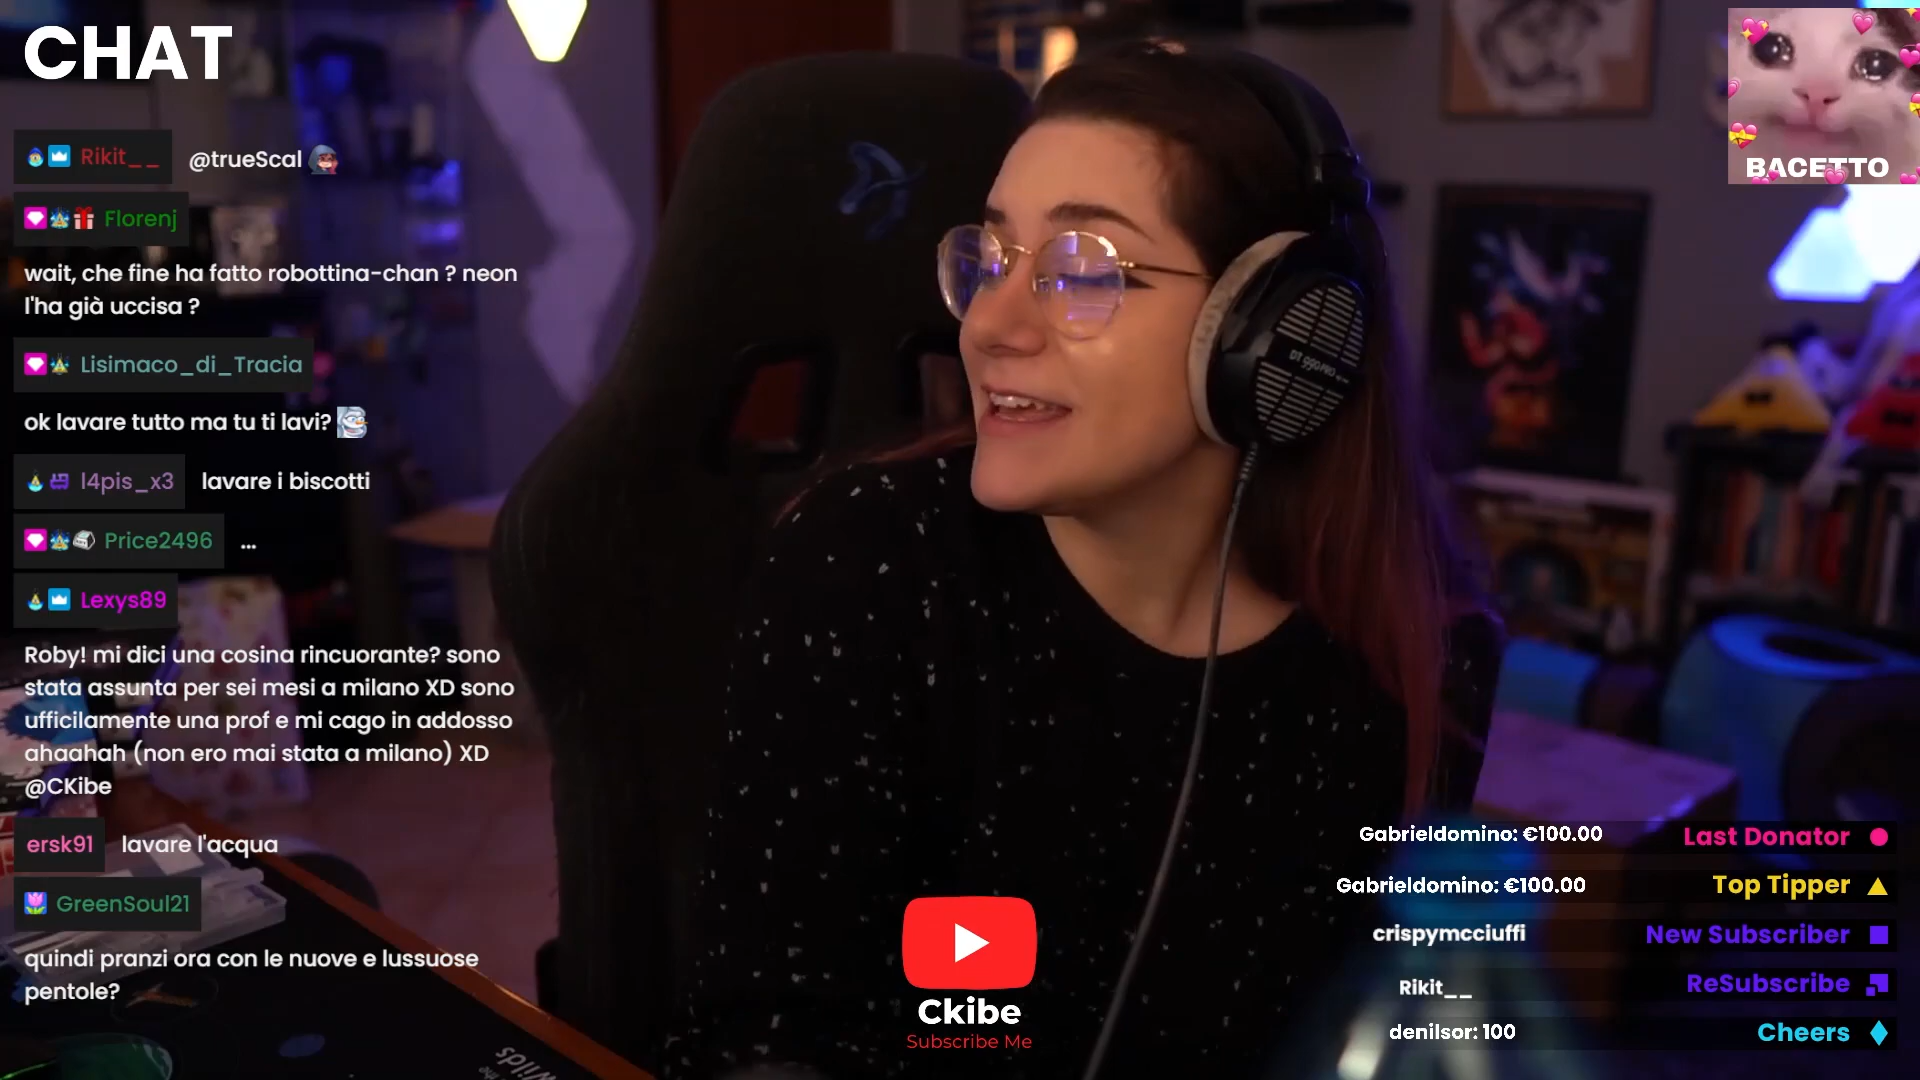 CHAT
Rikit__ @trueScal
Florenj
wait, che fine ha fatto robottina-chan ? neon
l'ha già uccisa ?
Lisimaco_di_Tracia
ok lavare tutto ma tu ti lavi?
l4pis_x3 lavare i biscotti
Price2496 ...
Lexys89
Roby! mi dici una cosina rincuorante? sono
stata assunta per sei mesi a milano XD sono
ufficilamente una prof e mi cago in addosso
ahaahah (non ero mai stata a milano) XD
@CKibe
ersk91 lavare l'acqua
GreenSoul21
quindi pranzi ora con le nuove e lussuose
pentole?
BACETTO
DT 990 PRO
Ckibe
Subscribe Me
Gabrieldomino: €100.00 Last Donator
Gabrieldomino: €100.00 Top Tipper
crispymcciuffi New Subscriber
Rikit__ ReSubscribe
denilsor: 100 Cheers
Wilds